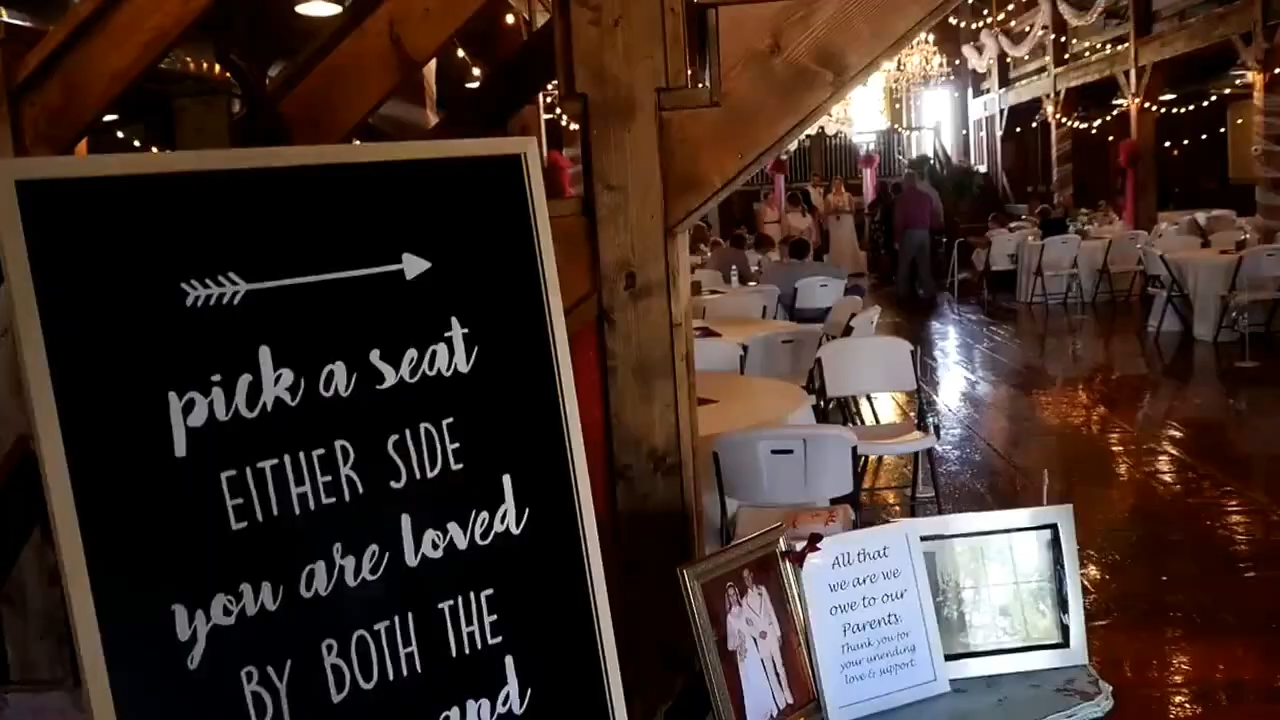 pick a seat
EITHER SIDE
you are loved
BY BOTH THE
and
All that
we are we
owe to our
Parents.
Thank you for
your unending
love & support